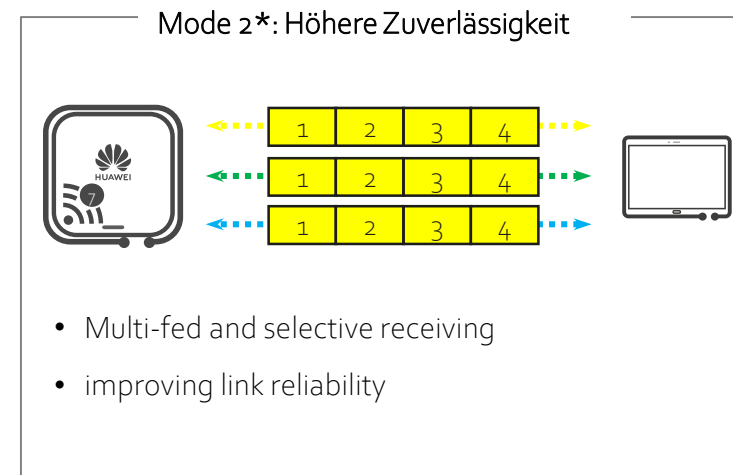 Mode 2*: Höhere Zuverlässigkeit
1 2 3 4
HUAWEI
7
1 2 3 4
1 2 3 4
• Multi-fed and selective receiving
• improving link reliability